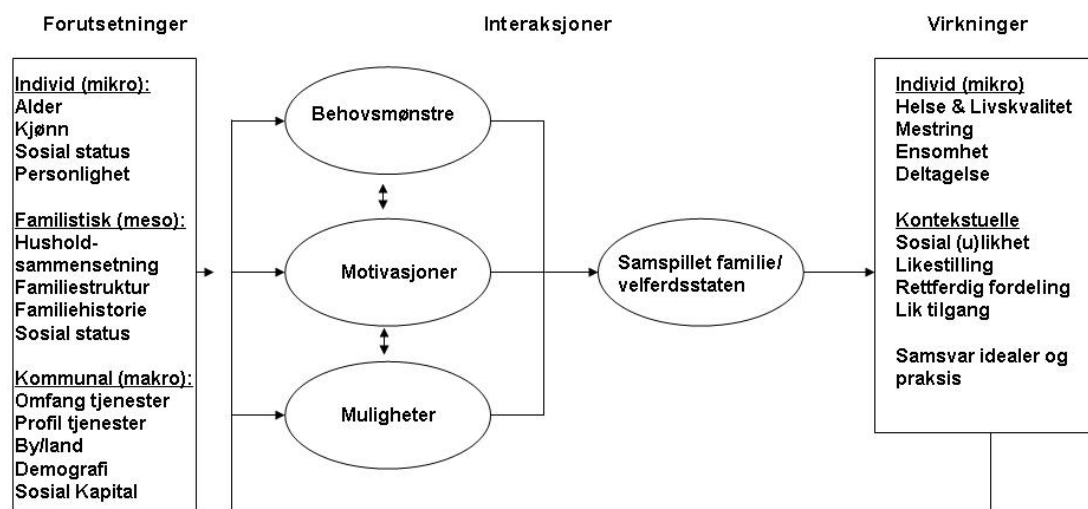 Forutsetninger
Interaksjoner
Virkninger
Individ (mikro):
Alder
Kjønn
Sosial status
Personlighet
Familistisk (meso):
Hushold-
sammensetning
Familiestruktur
Familiehistorie
Sosial status
Kommunal (makro):
Omfang tjenester
Profil tjenester
By/land
Demografi
Sosial Kapital
Behovsmønstre
Motivasjoner
Muligheter
Samspillet familie/
velferdsstaten
Individ (mikro)
Helse & Livskvalitet
Mestring
Ensomhet
Deltagelse
Kontekstuelle
Sosial (u)likhet
Likestilling
Rettferdig fordeling
Lik tilgang
Samsvar idealer og
praksis